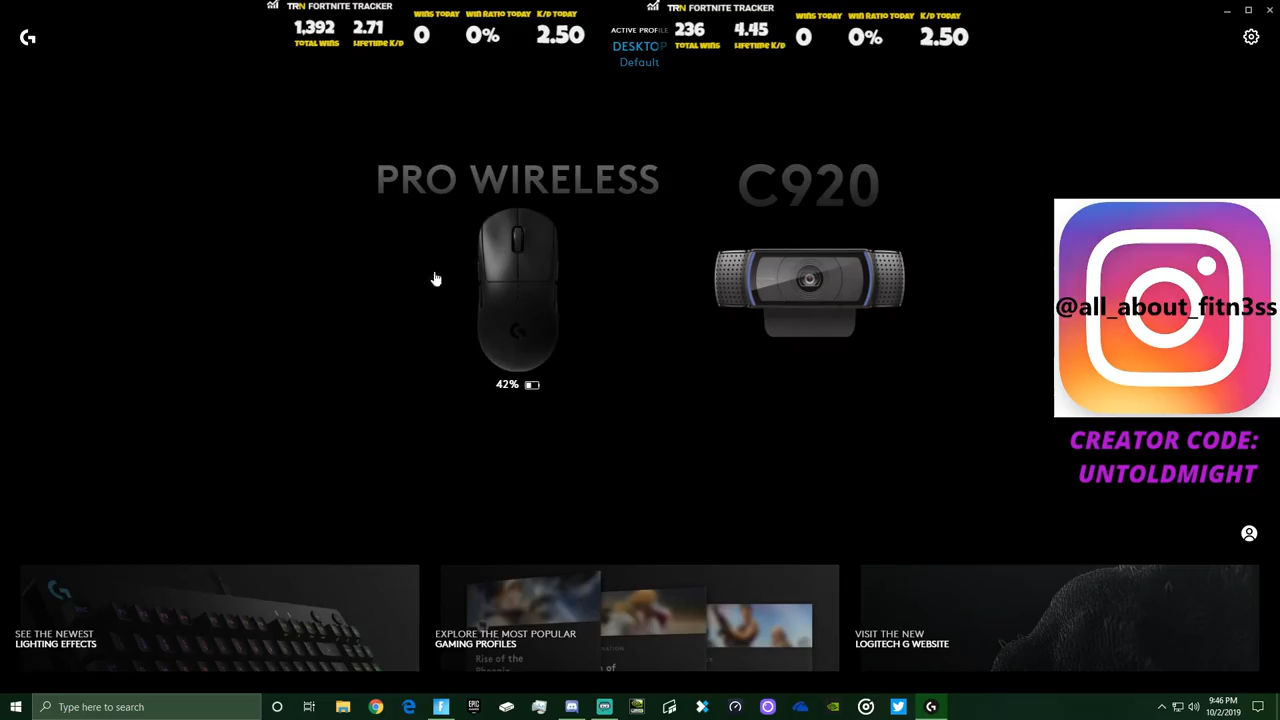 TRN FORTNITE TRACKER
1,392
TOTAL WINS
2.71
LIFETIME K/D
WINS TODAY
0
WIN RATIO TODAY
0%
K/D TODAY
2.50
ACTIVE PROFILE
DESKTOP
Default
TRN FORTNITE TRACKER
236
TOTAL WINS
4.45
LIFETIME K/D
WINS TODAY
0
WIN RATIO TODAY
0%
K/D TODAY
2.50
PRO WIRELESS
C920
42%
@all_about_fitn3ss
CREATOR CODE:
UNTOLDMIGHT
SEE THE NEWEST
LIGHTING EFFECTS
EXPLORE THE MOST POPULAR
GAMING PROFILES
Rise of the
VISIT THE NEW
LOGITECH G WEBSITE
Type here to search
9:46 PM
10/2/2019